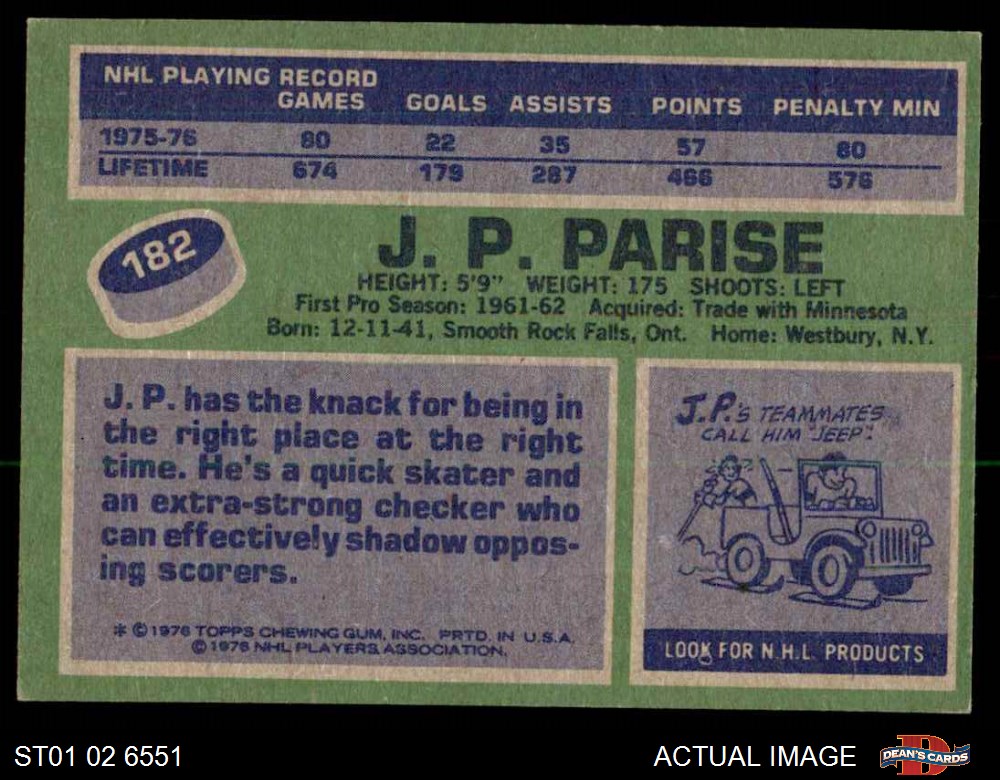 NHL PLAYING RECORD
GAMES GOALS ASSISTS POINTS PENALTY MIN
1975-76 80 22 35 57 80
LIFETIME 674 179 287 466 576
182
J. P. PARISE
HEIGHT: 5'9" WEIGHT: 175 SHOOTS: LEFT
First Pro Season: 1961-62 Acquired: Trade with Minnesota
Born: 12-11-41, Smooth Rock Falls, Ont. Home: Westbury, N.Y.
J. P. has the knack for being in
the right place at the right
time. He's a quick skater and
an extra-strong checker who
can effectively shadow oppos-
ing scorers.
* © 1976 TOPPS CHEWING GUM, INC. PRTD. IN U.S.A.
© 1976 NHL PLAYERS ASSOCIATION.
J.P.'S TEAMMATES
CALL HIM "JEEP".
LOOK FOR N.H.L. PRODUCTS
ST01 02 6551
ACTUAL IMAGE
D
DEAN'S CARDS